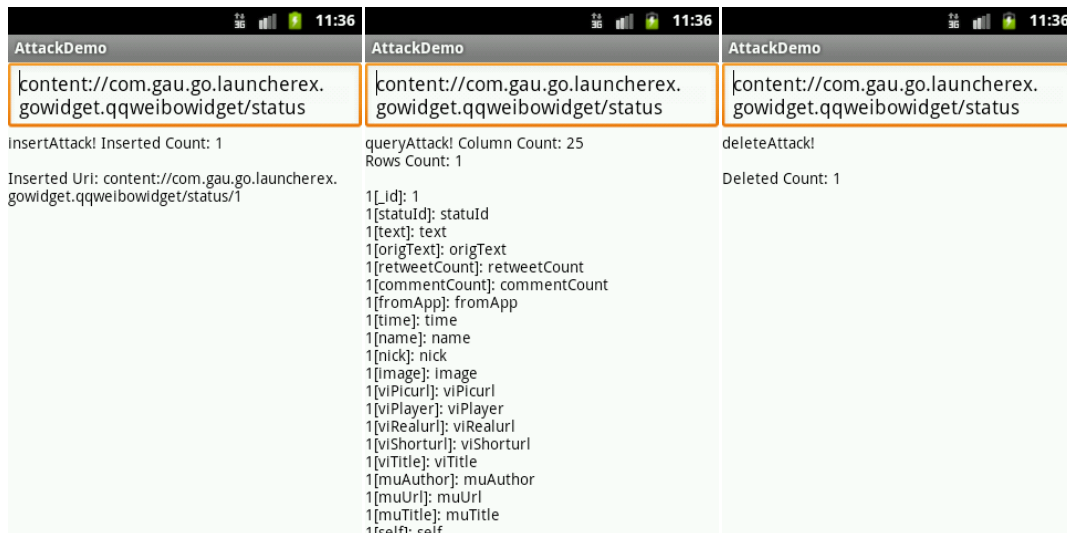 11:36
AttackDemo
content://com.gau.go.launcherex.
gowidget.qqweibowidget/status
insertAttack! Inserted Count: 1
Inserted Uri: content://com.gau.go.launcherex.
gowidget.qqweibowidget/status/1
11:36
AttackDemo
content://com.gau.go.launcherex.
gowidget.qqweibowidget/status
queryAttack! Column Count: 25
Rows Count: 1
1[_id]: 1
1[statuId]: statuId
1[text]: text
1[origText]: origText
1[retweetCount]: retweetCount
1[commentCount]: commentCount
1[fromApp]: fromApp
1[time]: time
1[name]: name
1[nick]: nick
1[image]: image
1[viPicurl]: viPicurl
1[viPlayer]: viPlayer
1[viRealurl]: viRealurl
1[viShorturl]: viShorturl
1[viTitle]: viTitle
1[muAuthor]: muAuthor
1[muUrl]: muUrl
1[muTitle]: muTitle
1[self]: self
11:36
AttackDemo
content://com.gau.go.launcherex.
gowidget.qqweibowidget/status
deleteAttack!
Deleted Count: 1